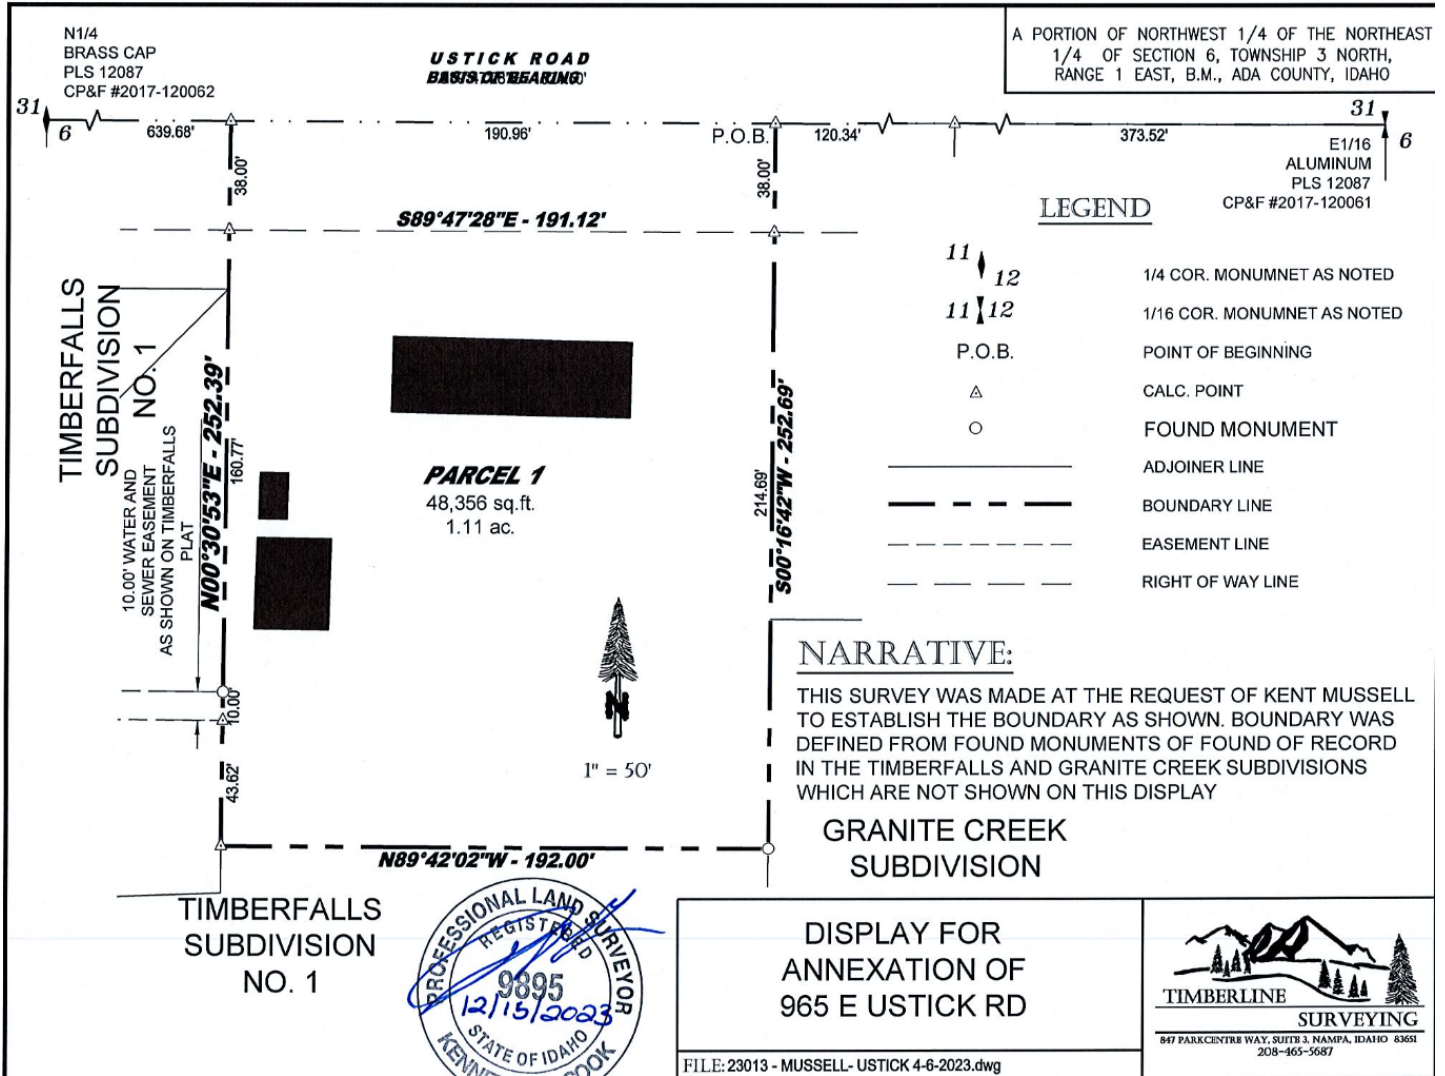 N1/4
BRASS CAP
PLS 12087
CP&F #2017-120062
USTICK ROAD
BASIS OF BEARING
A PORTION OF NORTHWEST 1/4 OF THE NORTHEAST
1/4 OF SECTION 6, TOWNSHIP 3 NORTH,
RANGE 1 EAST, B.M., ADA COUNTY, IDAHO
31
6
639.68'
190.96'
P.O.B.
120.34'
373.52'
31
6
E1/16
ALUMINUM
PLS 12087
CP&F #2017-120061
38.00'
38.00'
S89°47'28"E - 191.12'
LEGEND
11
12
1/4 COR. MONUMNET AS NOTED
11 12
1/16 COR. MONUMNET AS NOTED
P.O.B.
POINT OF BEGINNING
CALC. POINT
FOUND MONUMENT
ADJOINER LINE
BOUNDARY LINE
EASEMENT LINE
RIGHT OF WAY LINE
TIMBERFALLS
SUBDIVISION
NO. 1
10.00' WATER AND
SEWER EASEMENT
AS SHOWN ON TIMBERFALLS
PLAT
N00°30'53"E - 252.39'
160.77'
PARCEL 1
48,356 sq.ft.
1.11 ac.
214.69'
S00°16'42"W - 252.69'
10.00'
43.62'
N
1" = 50'
NARRATIVE:
THIS SURVEY WAS MADE AT THE REQUEST OF KENT MUSSELL
TO ESTABLISH THE BOUNDARY AS SHOWN. BOUNDARY WAS
DEFINED FROM FOUND MONUMENTS OF FOUND OF RECORD
IN THE TIMBERFALLS AND GRANITE CREEK SUBDIVISIONS
WHICH ARE NOT SHOWN ON THIS DISPLAY
GRANITE CREEK
SUBDIVISION
N89°42'02"W - 192.00'
TIMBERFALLS
SUBDIVISION
NO. 1
PROFESSIONAL LAND SURVEYOR
REGISTERED
9895
12/15/2023
STATE OF IDAHO
DISPLAY FOR
ANNEXATION OF
965 E USTICK RD
FILE: 23013 - MUSSELL- USTICK 4-6-2023.dwg
TIMBERLINE
SURVEYING
847 PARKCENTRE WAY, SUITE 3, NAMPA, IDAHO 83651
208-465-5687